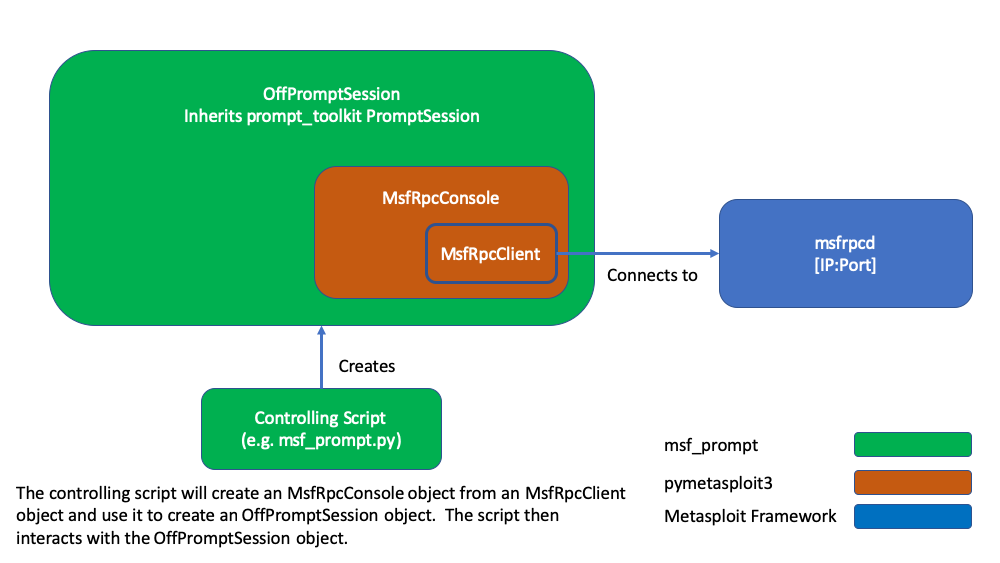 OffPromptSession
Inherits prompt_toolkit PromptSession
MsfRpcConsole
MsfRpcClient
msfrpcd
[IP:Port]
Connects to
Creates
Controlling Script
(e.g. msf_prompt.py)
msf_prompt
pymetasploit3
Metasploit Framework
The controlling script will create an MsfRpcConsole object from an MsfRpcClient
object and use it to create an OffPromptSession object.  The script then
interacts with the OffPromptSession object.